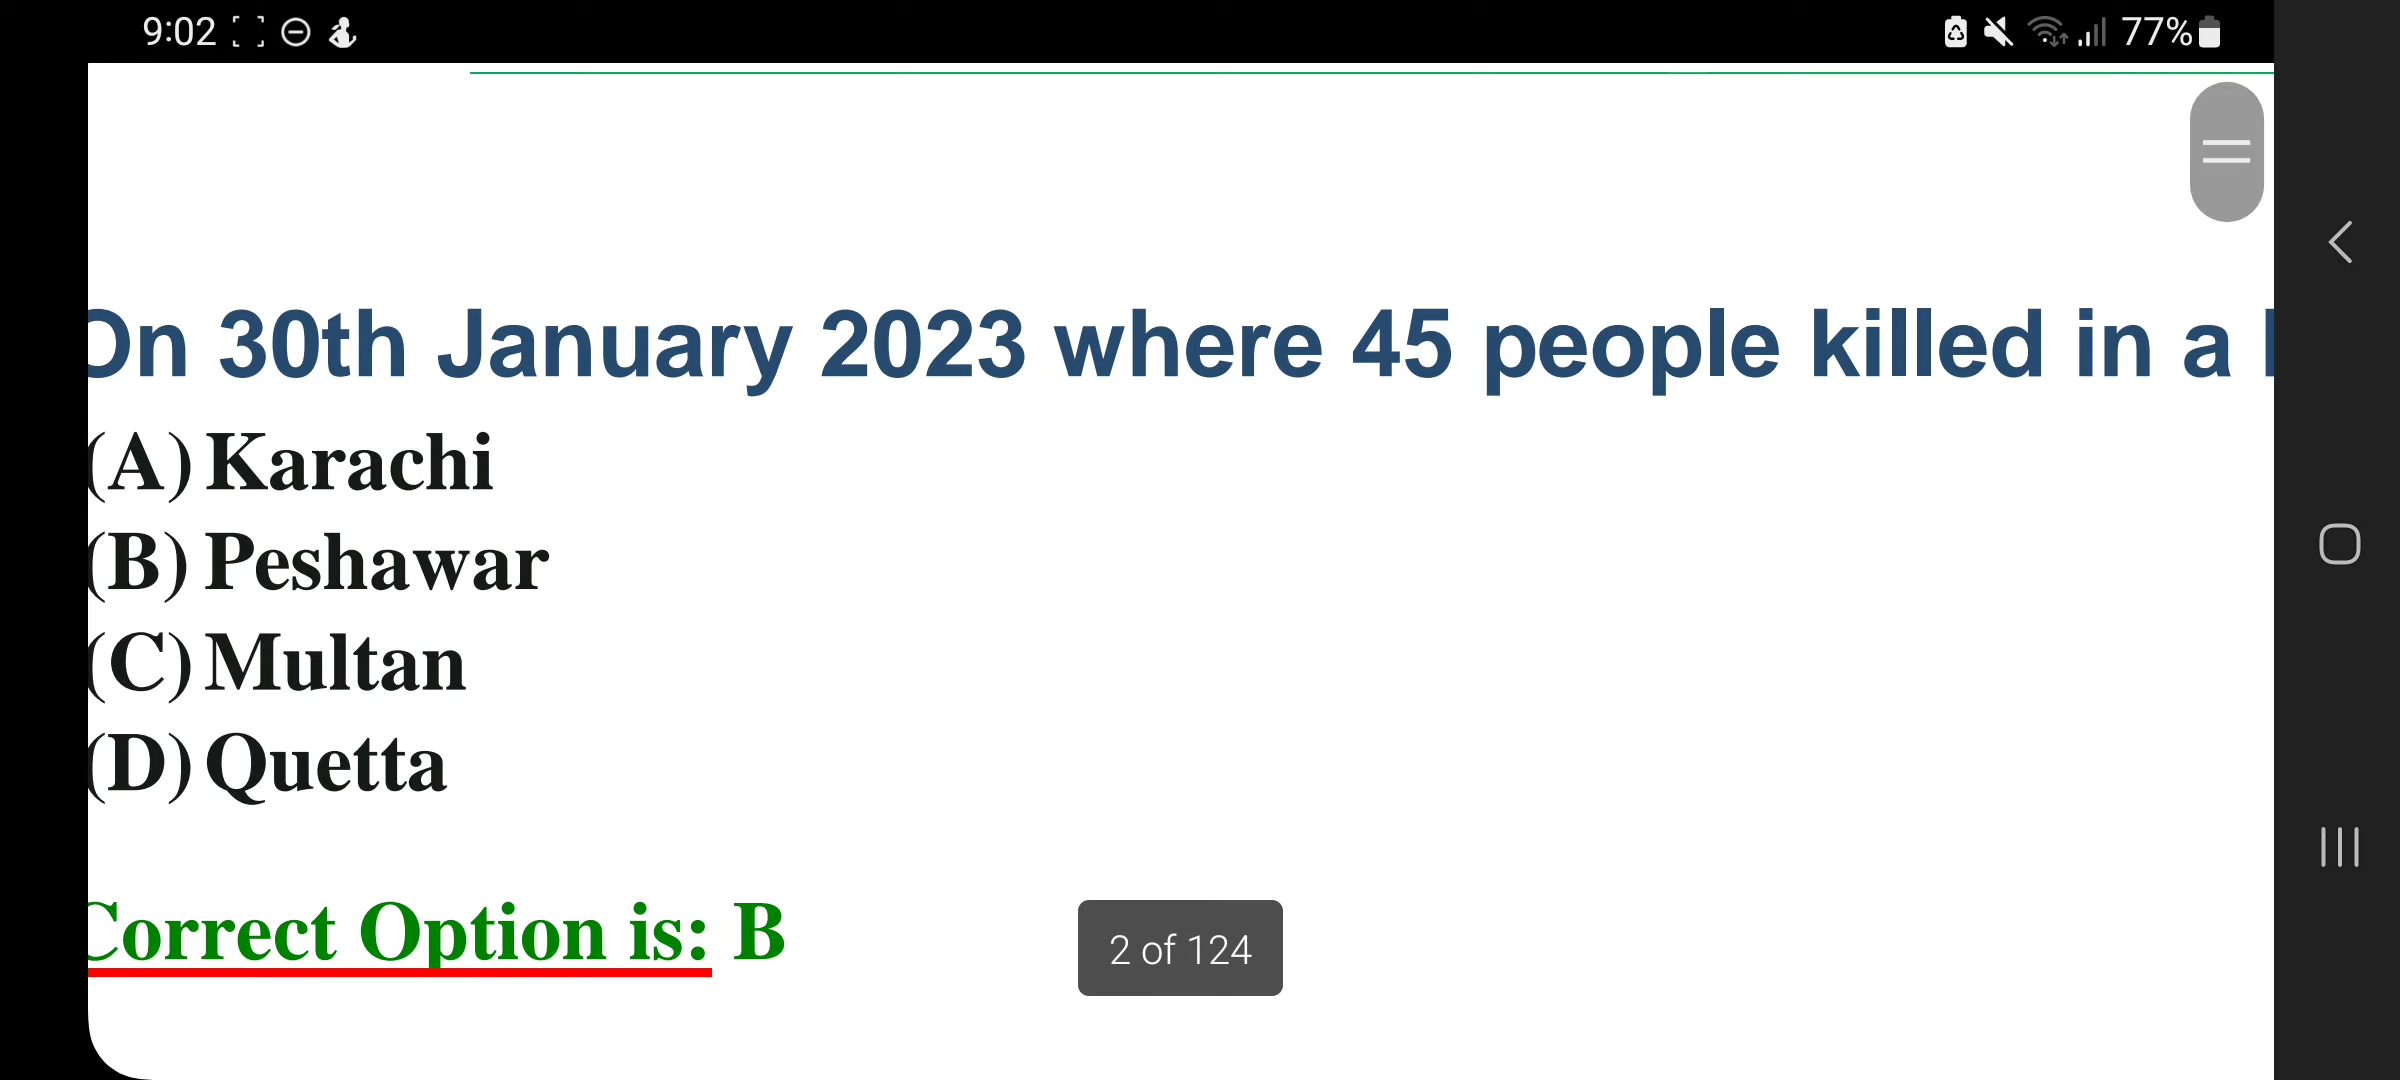 9:02 77%
On 30th January 2023 where 45 people killed in a
(A) Karachi
(B) Peshawar
(C) Multan
(D) Quetta
Correct Option is: B
2 of 124